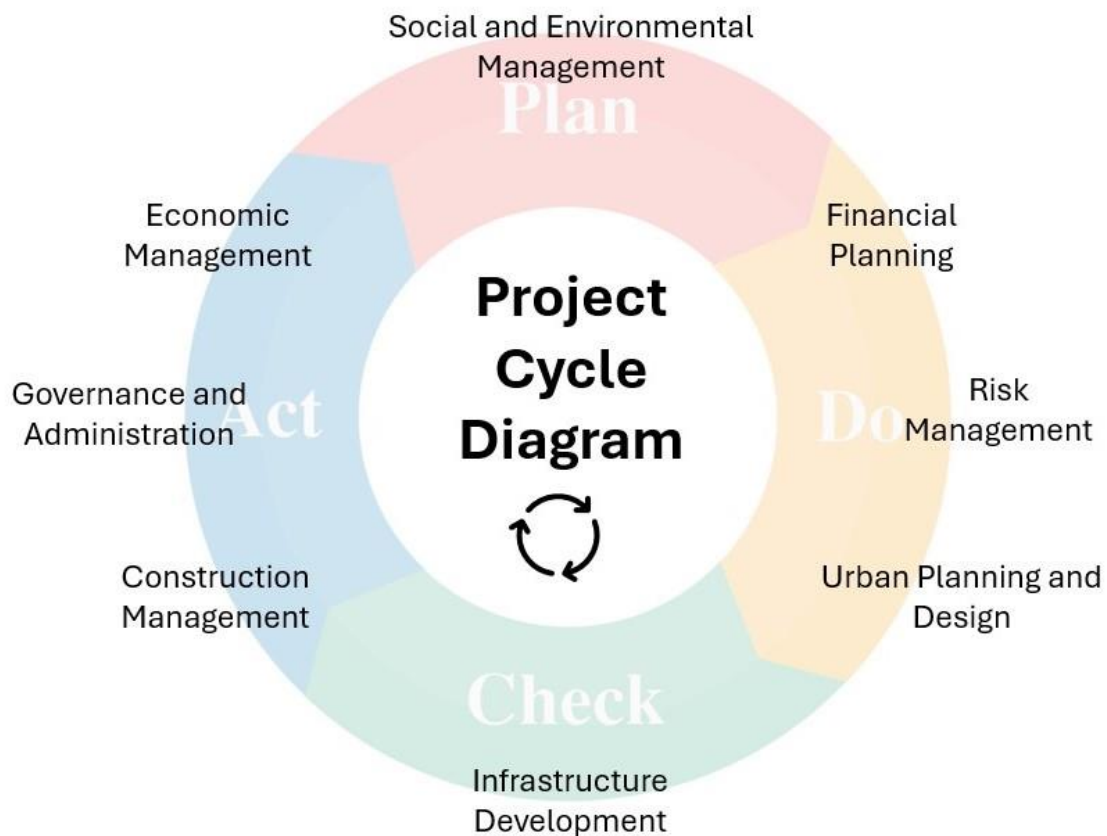 Social and Environmental
Management
Plan
Economic
Management
Financial
Planning
Project
Cycle
Diagram
Governance and
Administration
Act
Do
Risk
Management
Construction
Management
Urban Planning and
Design
Check
Infrastructure
Development